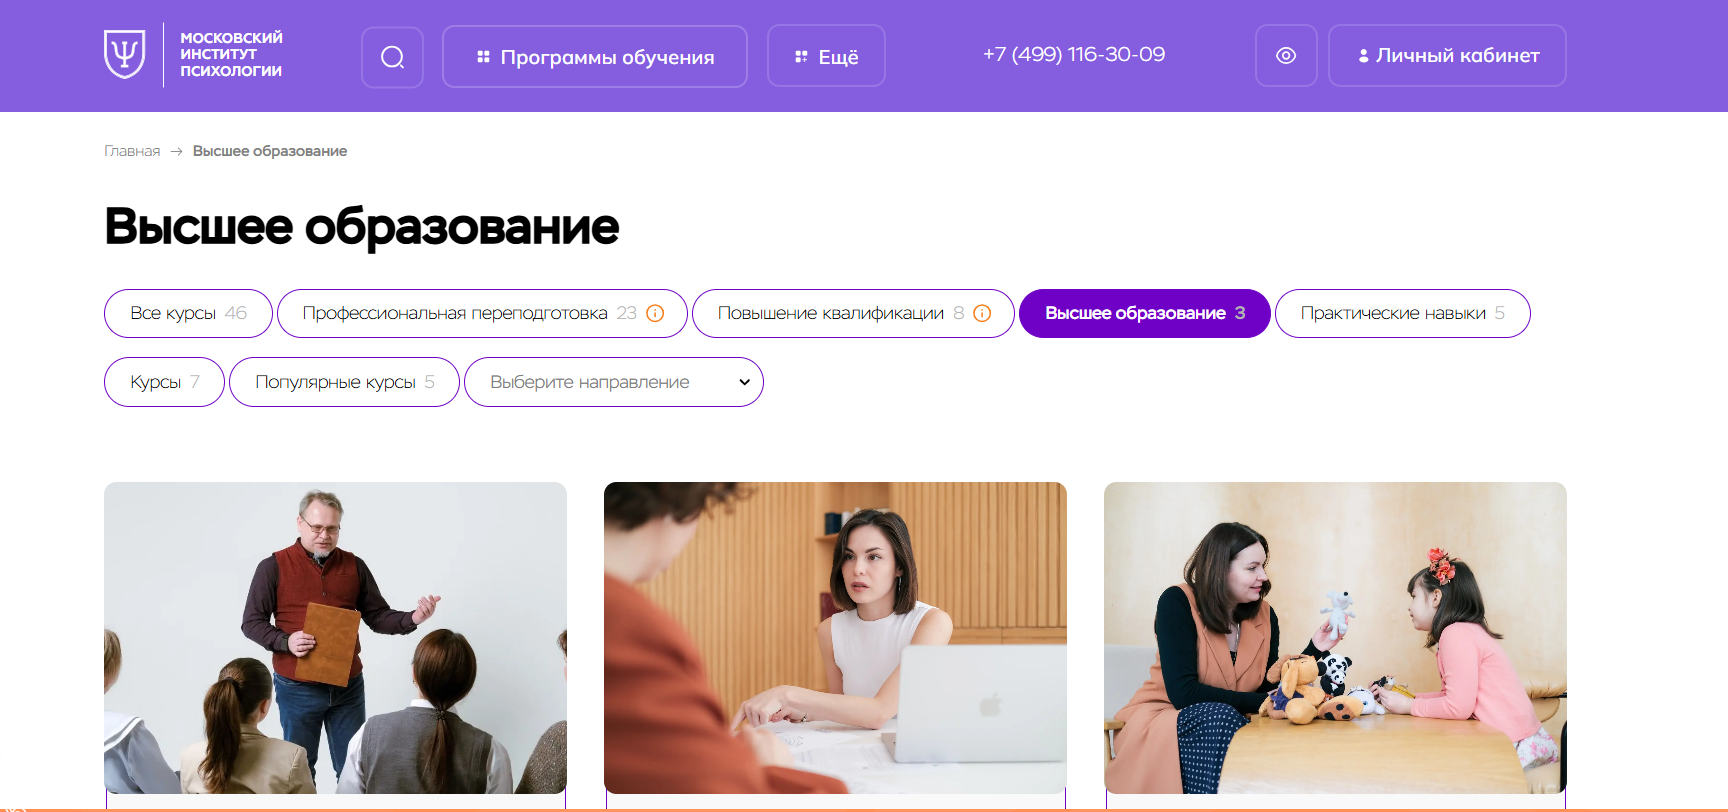 МОСКОВСКИЙ
ИНСТИТУТ
ПСИХОЛОГИИ
Программы обучения
Ещё
+7 (499) 116-30-09
Личный кабинет
Главная → Высшее образование
Высшее образование
Все курсы 46
Профессиональная переподготовка 23
Повышение квалификации 8
Высшее образование 3
Практические навыки 5
Курсы 7
Популярные курсы 5
Выберите направление